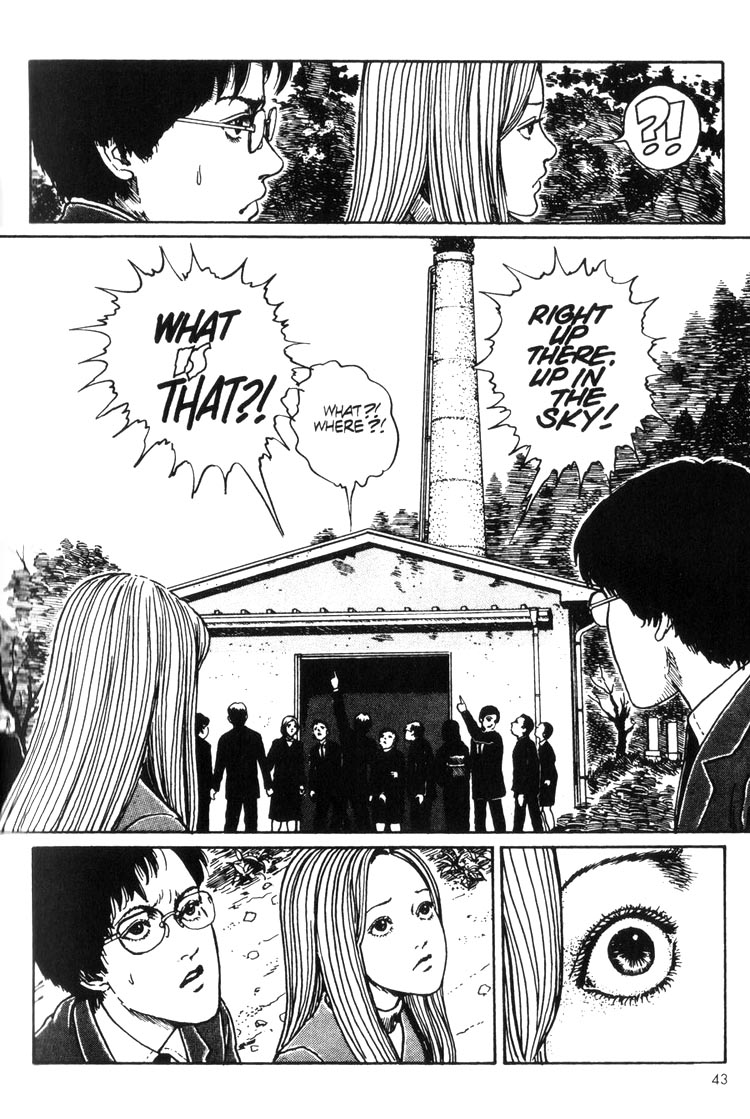 ?!
WHAT
IS
THAT?!
WHAT?!
WHERE?!
RIGHT
UP
THERE.
UP IN
THE
SKY!
43